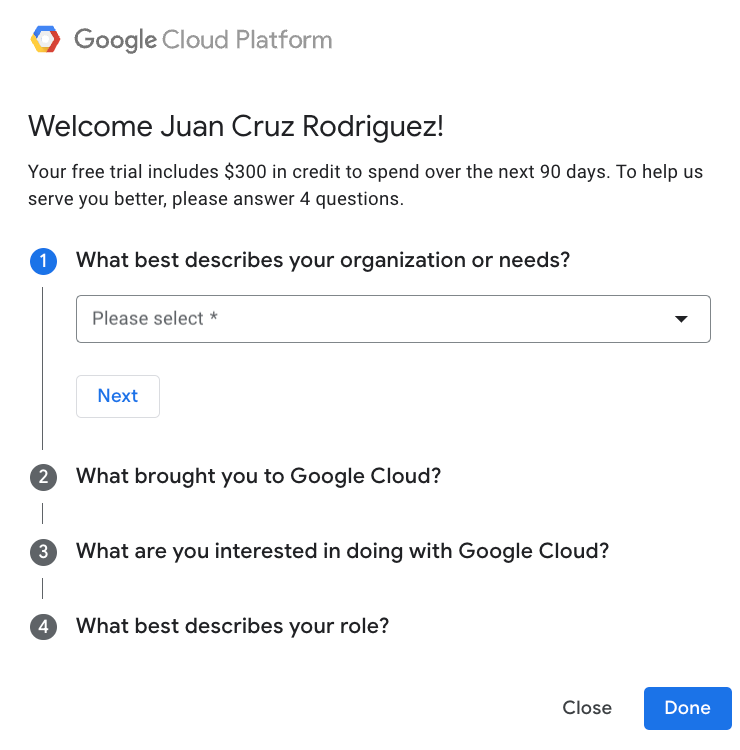 Google Cloud Platform
Welcome Juan Cruz Rodriguez!
Your free trial includes $300 in credit to spend over the next 90 days. To help us
serve you better, please answer 4 questions.
1 What best describes your organization or needs?
Please select *
Next
2 What brought you to Google Cloud?
3 What are you interested in doing with Google Cloud?
4 What best describes your role?
Close Done